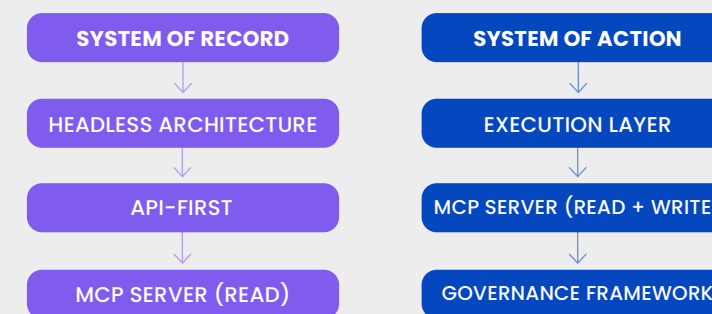 SYSTEM OF RECORD
HEADLESS ARCHITECTURE
API-FIRST
MCP SERVER (READ)
SYSTEM OF ACTION
EXECUTION LAYER
MCP SERVER (READ + WRITE
GOVERNANCE FRAMEWORK